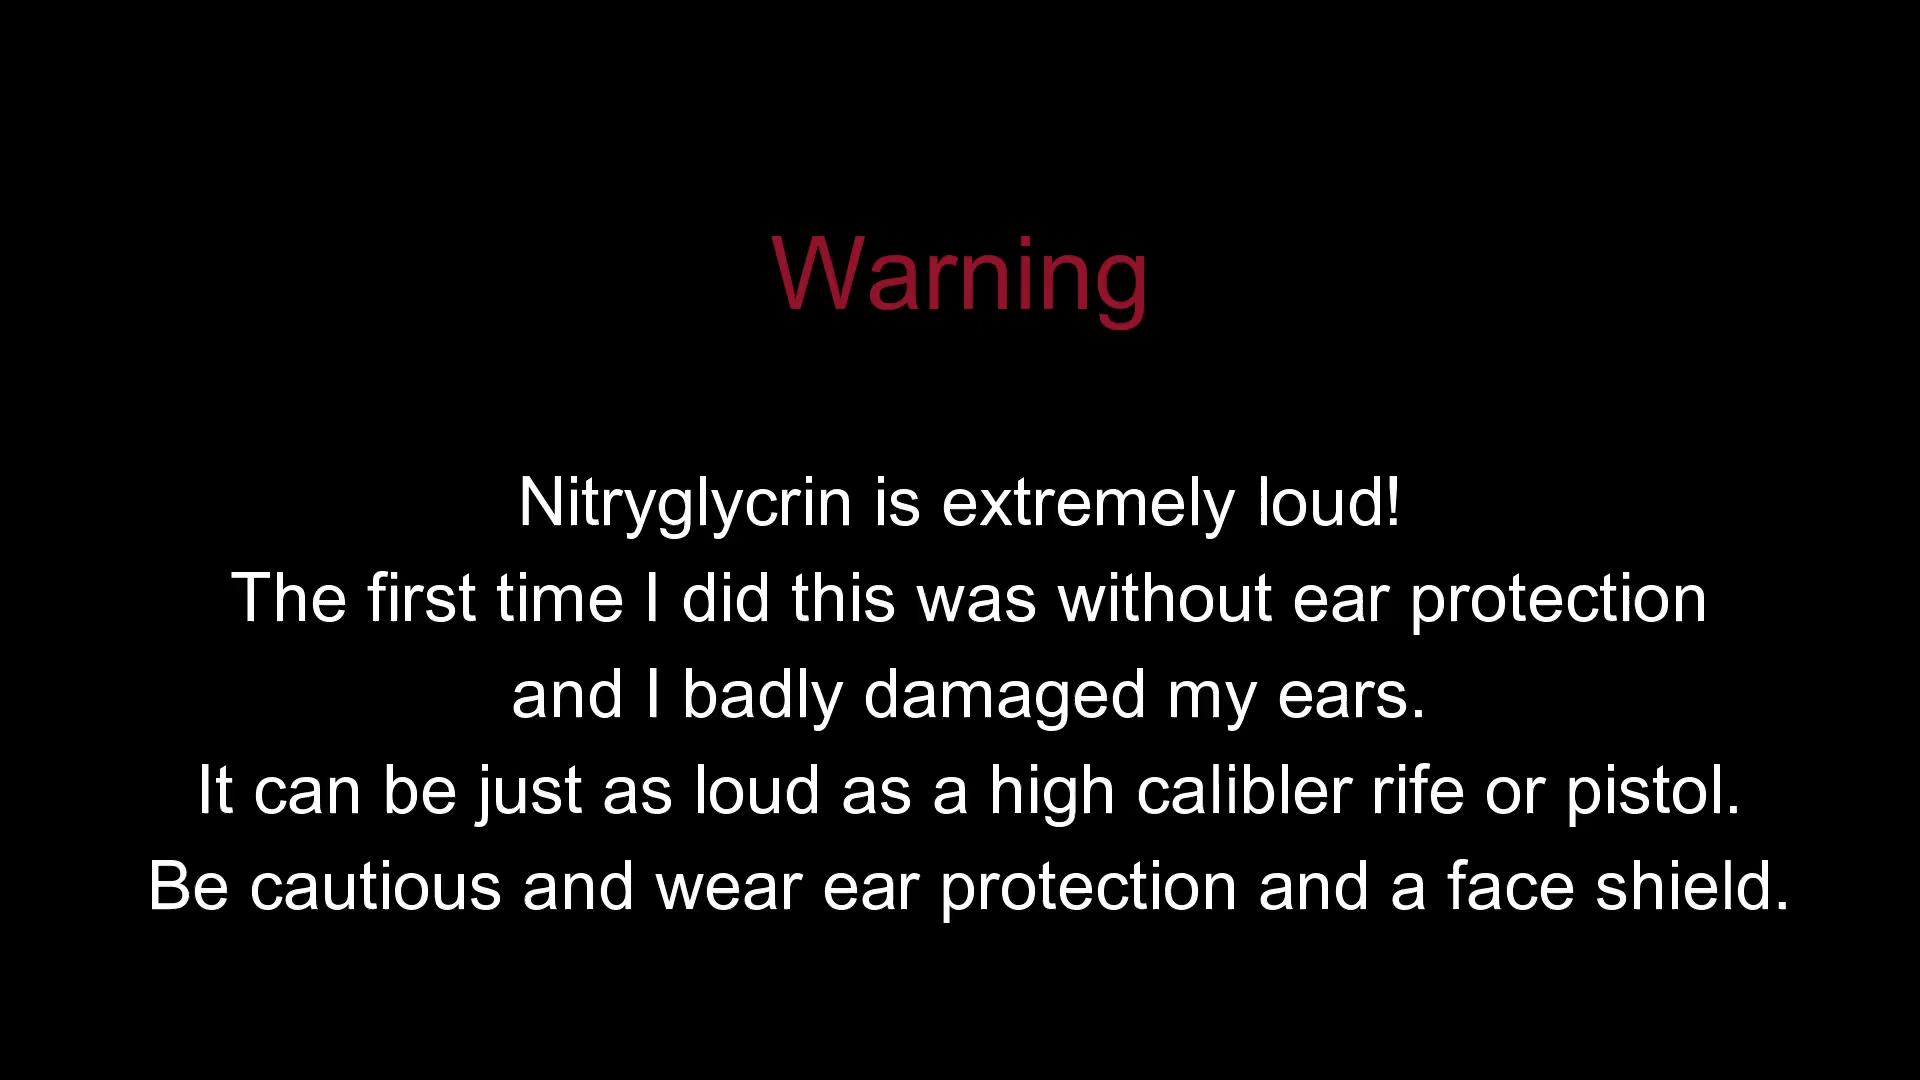 Warning
Nitryglycrin is extremely loud!
The first time I did this was without ear protection
and I badly damaged my ears.
It can be just as loud as a high calibler rife or pistol.
Be cautious and wear ear protection and a face shield.